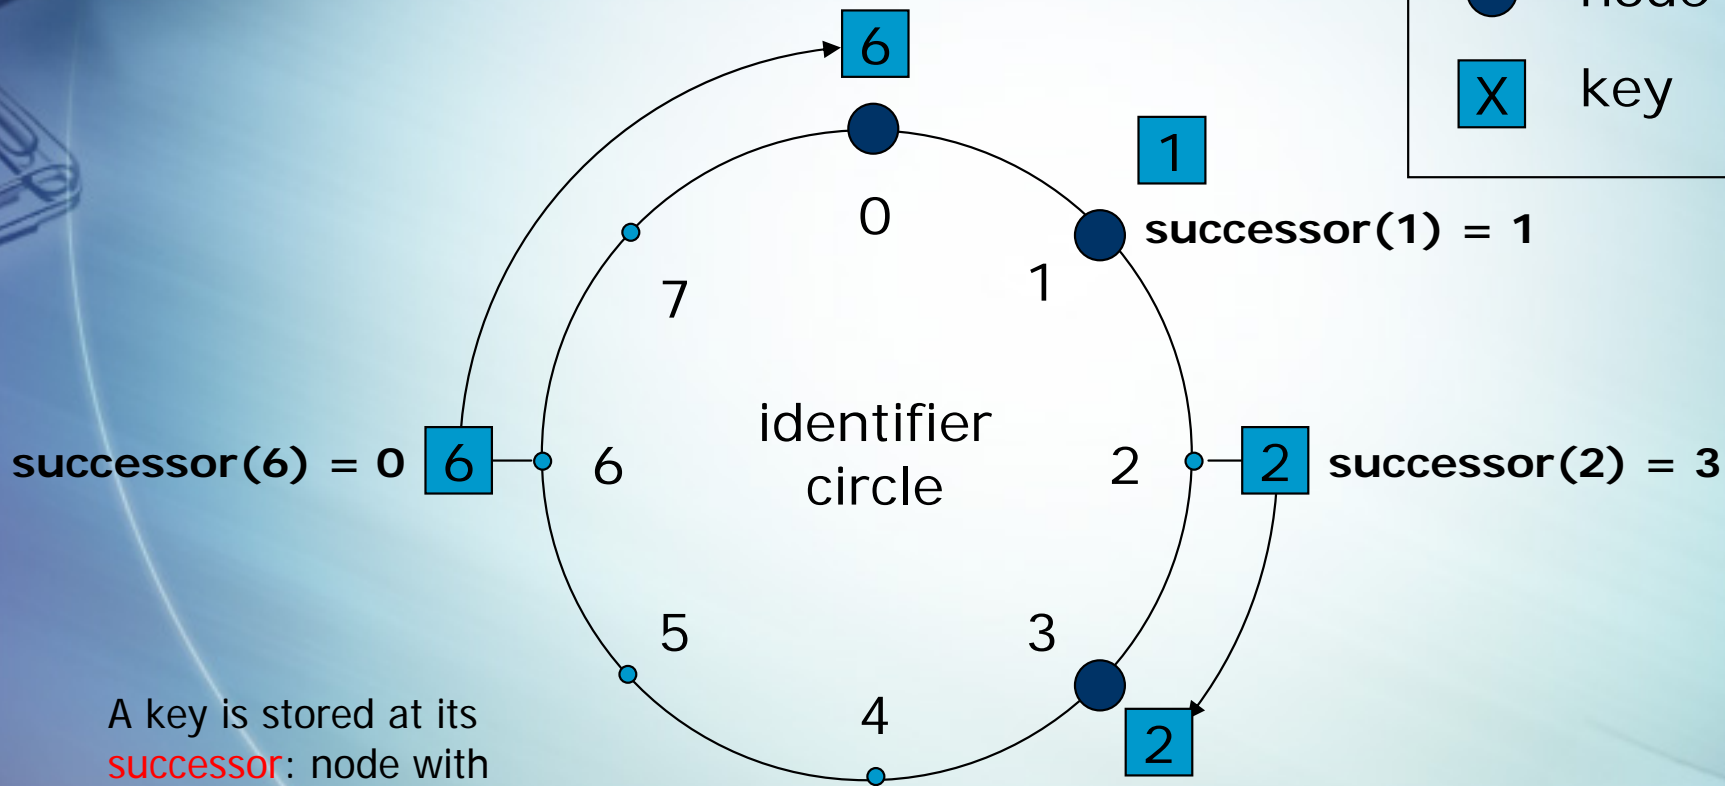 6
node
X key
1
0
successor(1) = 1
1
7
identifier
circle
successor(6) = 0 6 6
2 2 successor(2) = 3
5
3
4
2
A key is stored at its
successor: node with